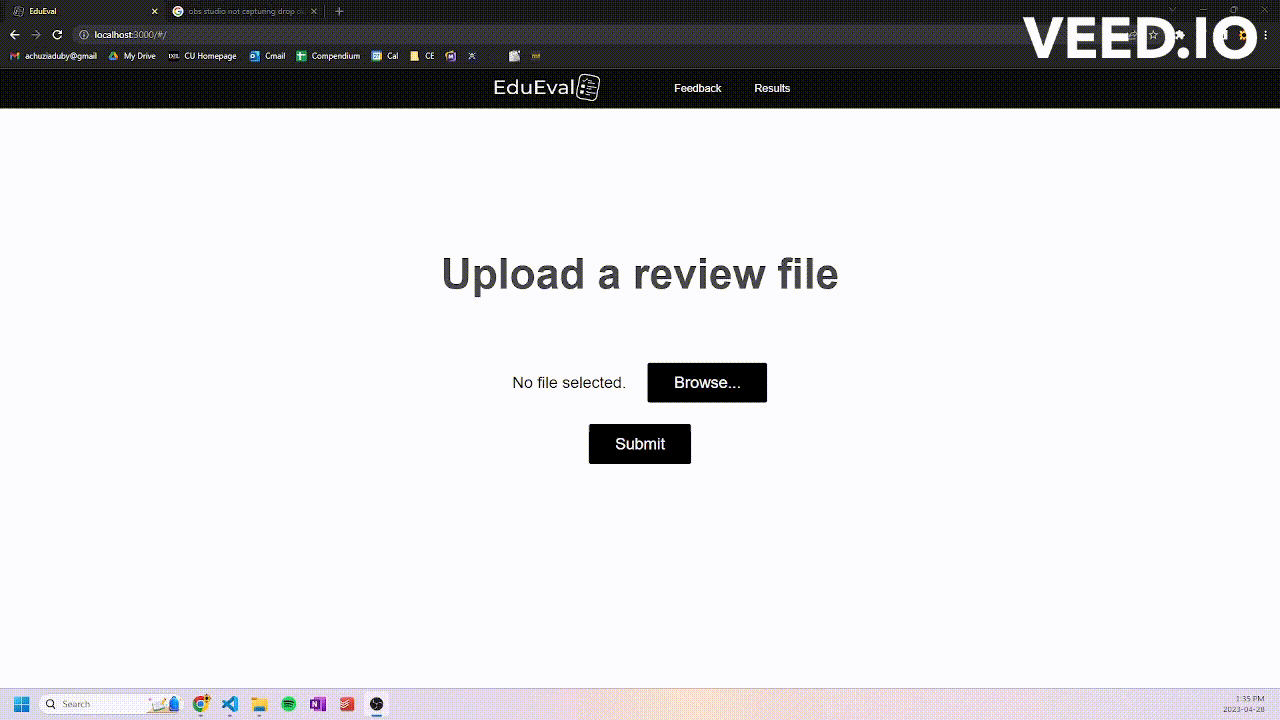 EduEval
obs studio not capturing drop d
localhost:3000/#/
VEED.IO
achuziaduby@gmail
My Drive
CU Homepage
Gmail
Compendium
Cal
CE
EduEval
Feedback
Results
Upload a review file
No file selected.
Browse...
Submit
Search
1:35 PM
2023-04-28